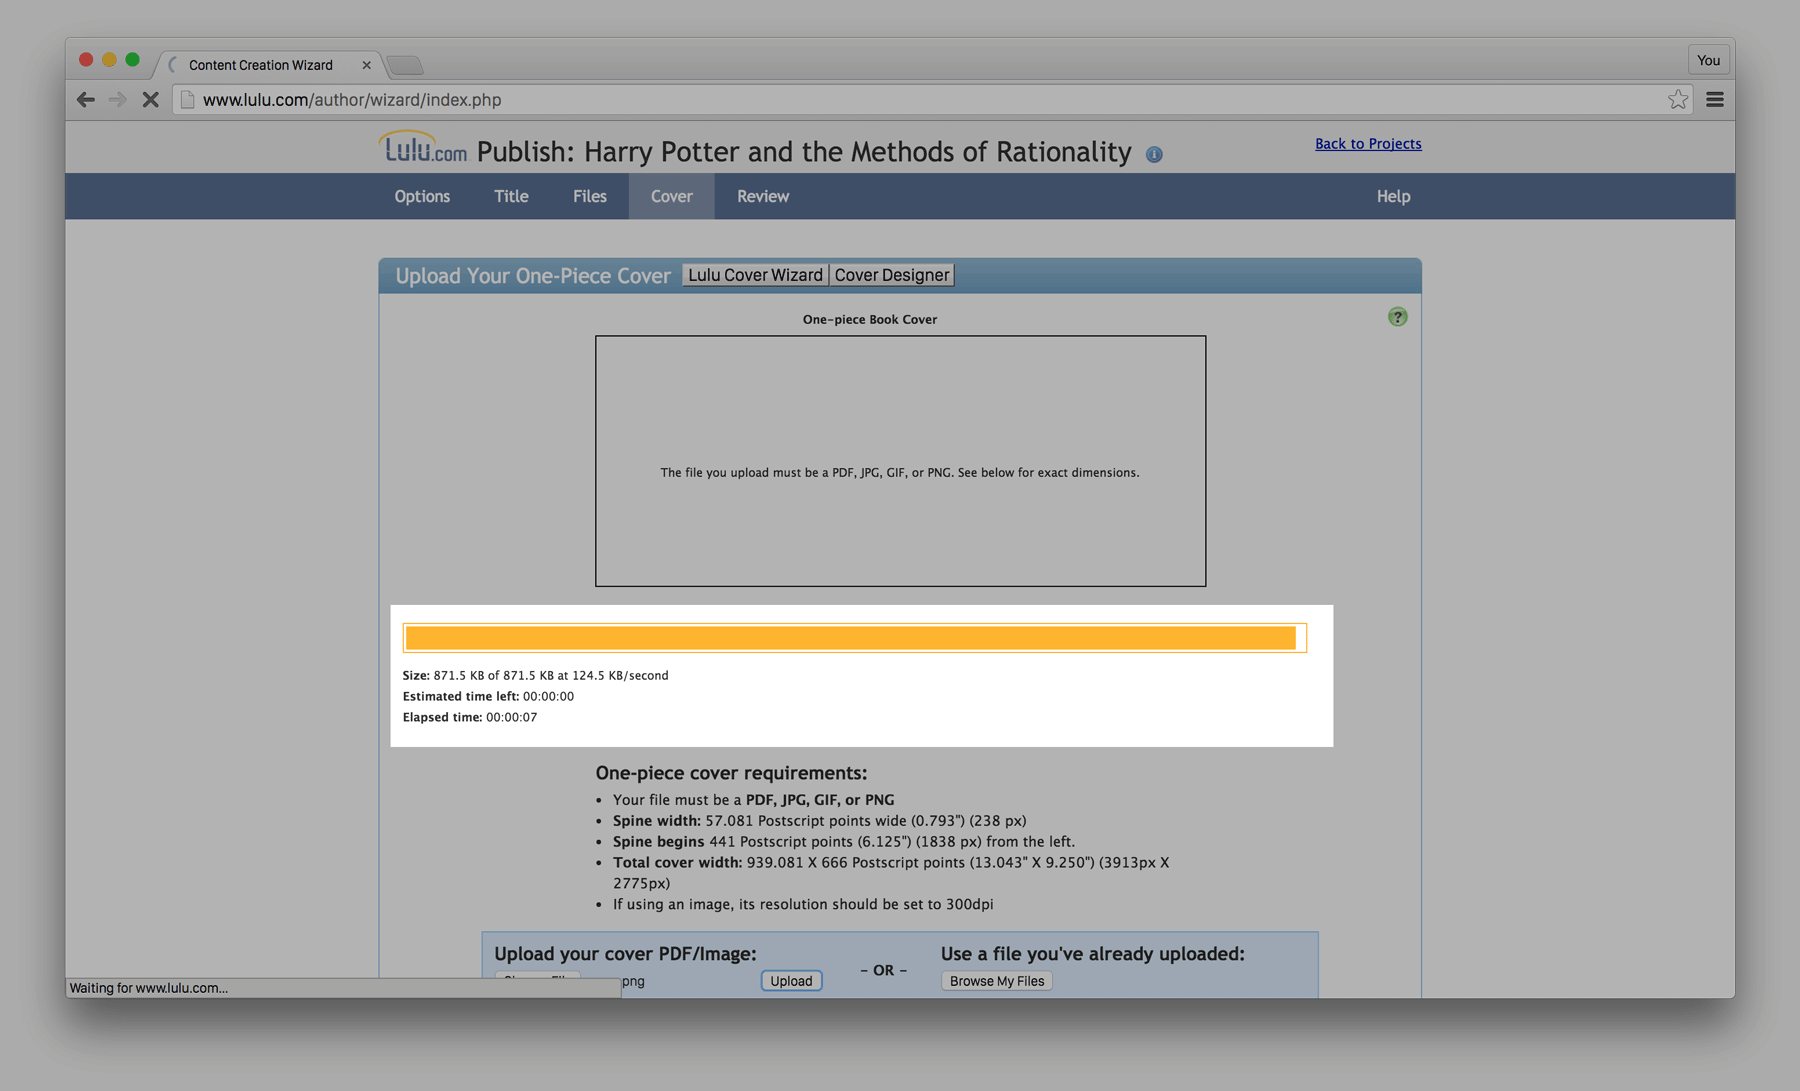 Content Creation Wizard
You
www.lulu.com/author/wizard/index.php
Lulu.com Publish: Harry Potter and the Methods of Rationality
Back to Projects
Options Title Files Cover Review Help
Upload Your One-Piece Cover Lulu Cover Wizard Cover Designer
One-piece Book Cover
?
The file you upload must be a PDF, JPG, GIF, or PNG. See below for exact dimensions.
Size: 871.5 KB of 871.5 KB at 124.5 KB/second
Estimated time left: 00:00:00
Elapsed time: 00:00:07
One-piece cover requirements:
• Your file must be a PDF, JPG, GIF, or PNG
• Spine width: 57.081 Postscript points wide (0.793") (238 px)
• Spine begins 441 Postscript points (6.125") (1838 px) from the left.
• Total cover width: 939.081 X 666 Postscript points (13.043" X 9.250") (3913px X
2775px)
• If using an image, its resolution should be set to 300dpi
Upload your cover PDF/Image:
png Upload
- OR -
Use a file you've already uploaded:
Browse My Files
Waiting for www.lulu.com...